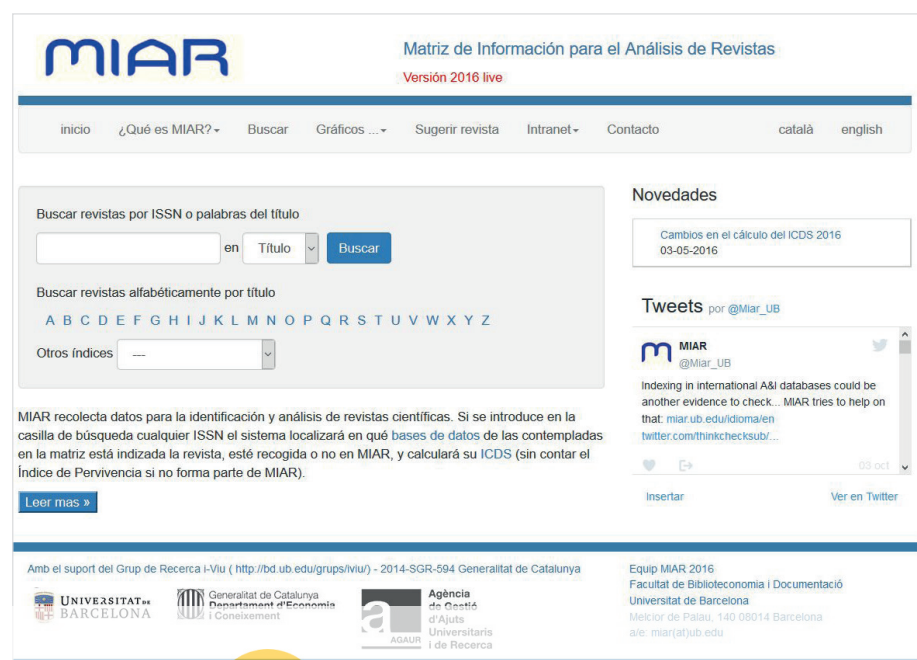 MIAR
Matriz de Información para el Análisis de Revistas
Versión 2016 live
inicio ¿Qué es MIAR? Buscar Gráficos ... Sugerir revista Intranet Contacto català english
Buscar revistas por ISSN o palabras del título
en Título Buscar
Buscar revistas alfabéticamente por título
A B C D E F G H I J K L M N O P Q R S T U V W X Y Z
Otros índices ---
MIAR recolecta datos para la identificación y análisis de revistas científicas. Si se introduce en la
casilla de búsqueda cualquier ISSN el sistema localizará en qué bases de datos de las contempladas
en la matriz está indizada la revista, esté recogida o no en MIAR, y calculará su ICDS (sin contar el
Índice de Pervivencia si no forma parte de MIAR).
Leer mas »
Novedades
Cambios en el cálculo del ICDS 2016
03-05-2016
Tweets por @Miar_UB
MIAR
@Miar_UB
Indexing in international A&I databases could be
another evidence to check... MIAR tries to help on
that: miar.ub.edu/idioma/en
twitter.com/thinkchecksub/...
03 oct
Insertar Ver en Twitter
Amb el suport del Grup de Recerca i-Viu ( http://bd.ub.edu/grups/iviu/) - 2014-SGR-594 Generalitat de Catalunya
UNIVERSITAT DE
BARCELONA
Generalitat de Catalunya
Departament d'Economia
i Coneixement
a
AGAUR
Agència
de Gestió
d'Ajuts
Universitaris
i de Recerca
Equip MIAR 2016
Facultat de Biblioteconomia i Documentació
Universitat de Barcelona
Melcior de Palau, 140 08014 Barcelona
a/e: miar(at)ub.edu